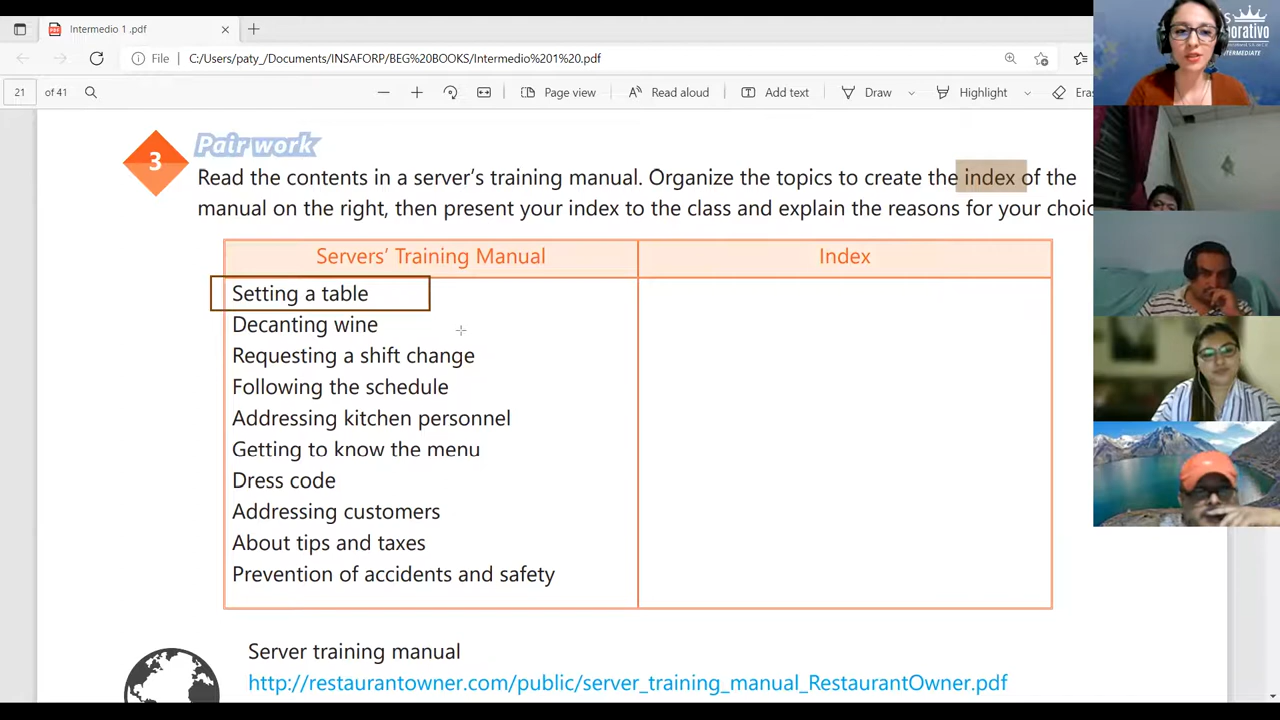 Intermedio 1 .pdf
File
C:/Users/paty_/Documents/INSAFORP/BEG%20BOOKS/Intermedio%201%20.pdf
21 of 41
Page view
Read aloud
Add text
Draw
Highlight
INTERMEDIATE
3
Pair work
Read the contents in a server's training manual. Organize the topics to create the index of the
manual on the right, then present your index to the class and explain the reasons for your
Servers' Training Manual
Index
Setting a table
Decanting wine
Requesting a shift change
Following the schedule
Addressing kitchen personnel
Getting to know the menu
Dress code
Addressing customers
About tips and taxes
Prevention of accidents and safety
Server training manual
http://restaurantowner.com/public/server_training_manual_RestaurantOwner.pdf